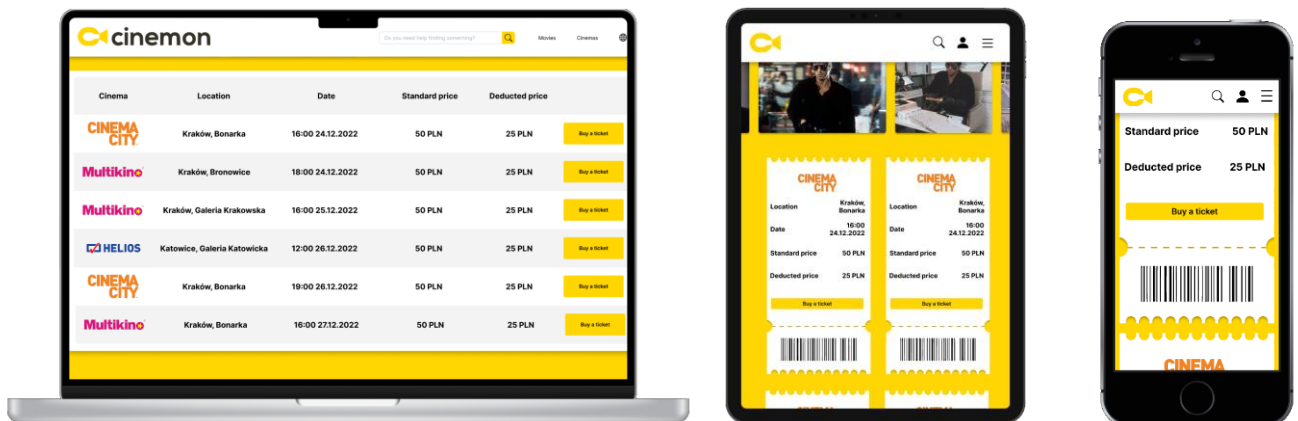 cinemon
Do you need help finding something?
Movies
Cinemas
Cinema Location Date Standard price Deducted price
CINEMA CITY Kraków, Bonarka 16:00 24.12.2022 50 PLN 25 PLN Buy a ticket
Multikino Kraków, Bronowice 18:00 24.12.2022 50 PLN 25 PLN Buy a ticket
Multikino Kraków, Galeria Krakowska 16:00 25.12.2022 50 PLN 25 PLN Buy a ticket
HELIOS Katowice, Galeria Katowicka 12:00 26.12.2022 50 PLN 25 PLN Buy a ticket
CINEMA CITY Kraków, Bonarka 19:00 26.12.2022 50 PLN 25 PLN Buy a ticket
Multikino Kraków, Bonarka 16:00 27.12.2022 50 PLN 25 PLN Buy a ticket
CINEMA
CITY
Location Kraków,
Bonarka
Date 16:00
24.12.2022
Standard price 50 PLN
Deducted price 25 PLN
Buy a ticket
CINEMA
CITY
Location Kraków,
Bonarka
Date 16:00
24.12.2022
Standard price 50 PLN
Deducted price 25 PLN
Buy a ticket
Standard price 50 PLN
Deducted price 25 PLN
Buy a ticket
CINEMA